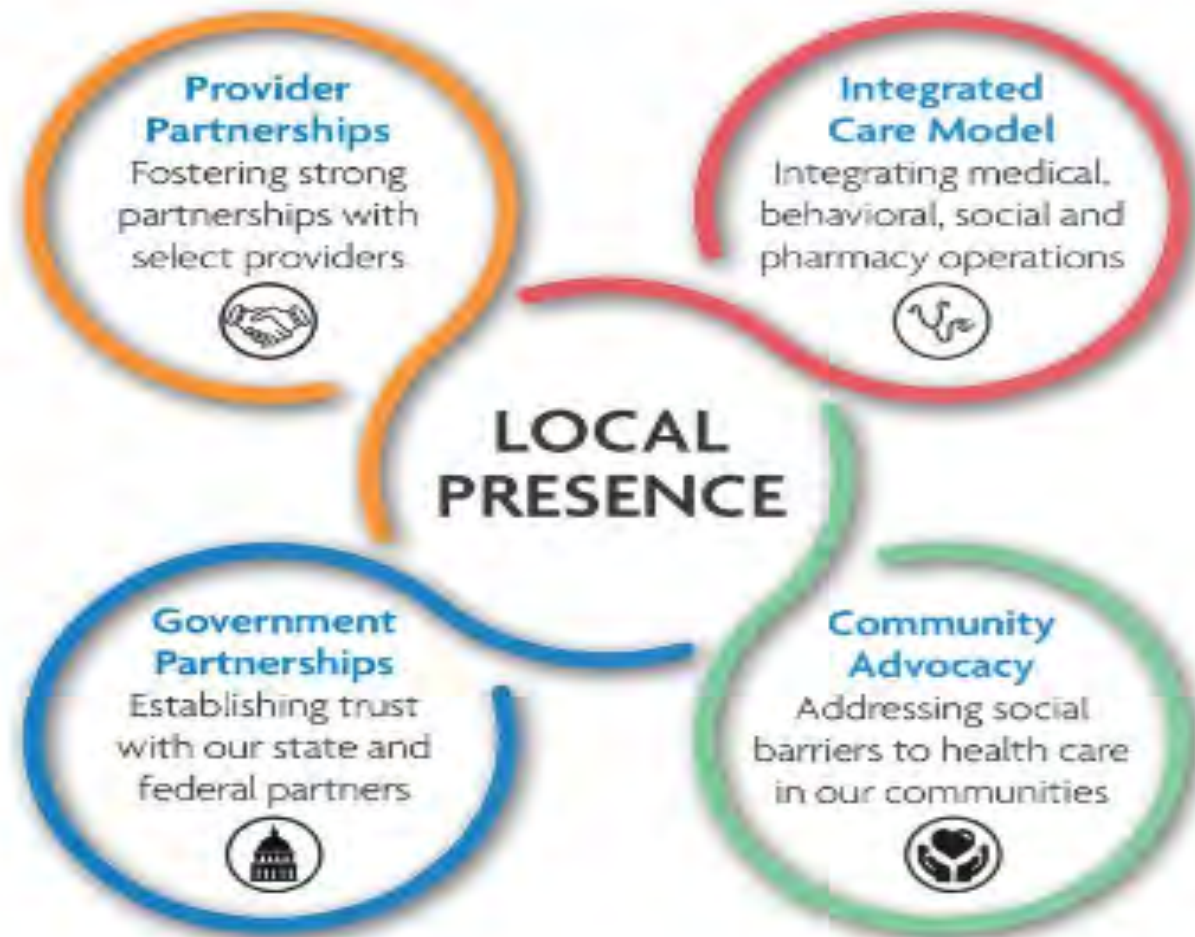 Provider
Partnerships
Fostering strong
partnerships with
select providers
Integrated
Care Model
Integrating medical,
behavioral, social and
pharmacy operations
LOCAL
PRESENCE
Government
Partnerships
Establishing trust
with our state and
federal partners
Community
Advocacy
Addressing social
barriers to health care
in our communities